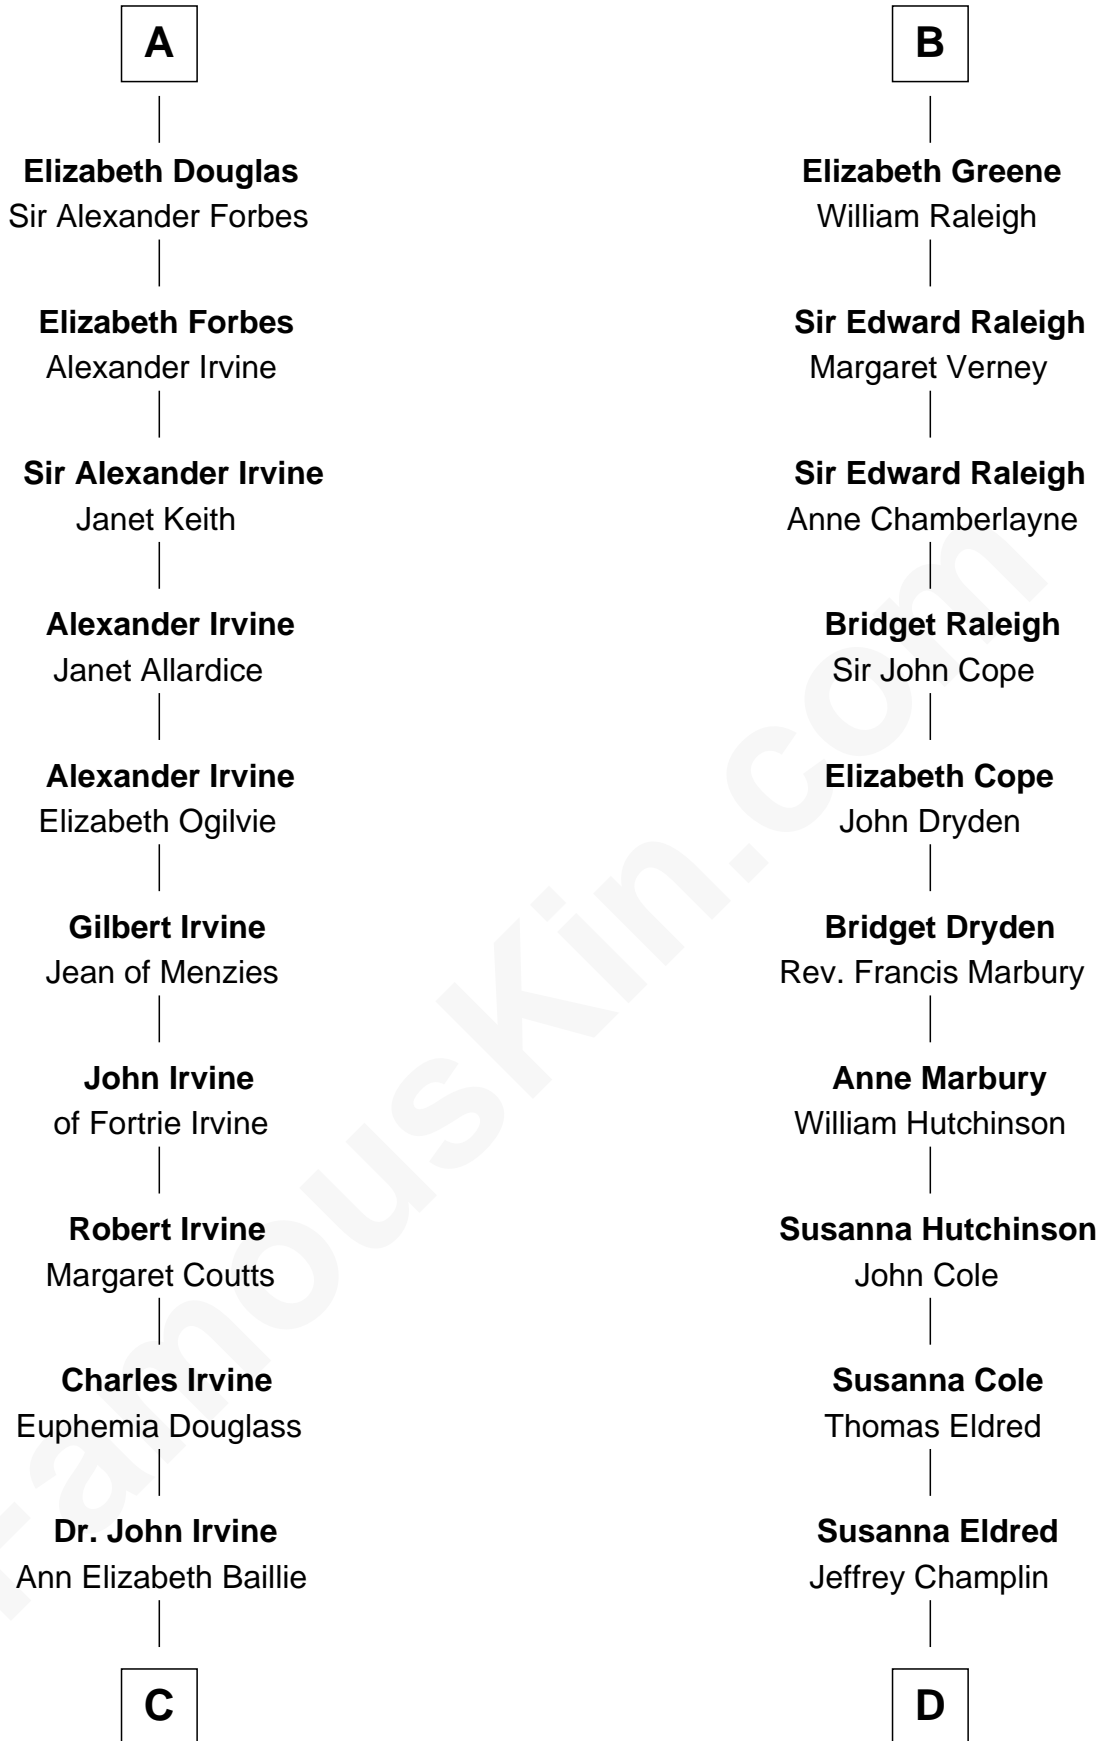 A
Elizabeth Douglas
Sir Alexander Forbes
Elizabeth Forbes
Alexander Irvine
Sir Alexander Irvine
Janet Keith
Alexander Irvine
Janet Allardice
Alexander Irvine
Elizabeth Ogilvie
Gilbert Irvine
Jean of Menzies
John Irvine
of Fortrie Irvine
Robert Irvine
Margaret Coutts
Charles Irvine
Euphemia Douglass
Dr. John Irvine
Ann Elizabeth Baillie
C
B
Elizabeth Greene
William Raleigh
Sir Edward Raleigh
Margaret Verney
Sir Edward Raleigh
Anne Chamberlayne
Bridget Raleigh
Sir John Cope
Elizabeth Cope
John Dryden
Bridget Dryden
Rev. Francis Marbury
Anne Marbury
William Hutchinson
Susanna Hutchinson
John Cole
Susanna Cole
Thomas Eldred
Susanna Eldred
Jeffrey Champlin
D
FamousKin.com